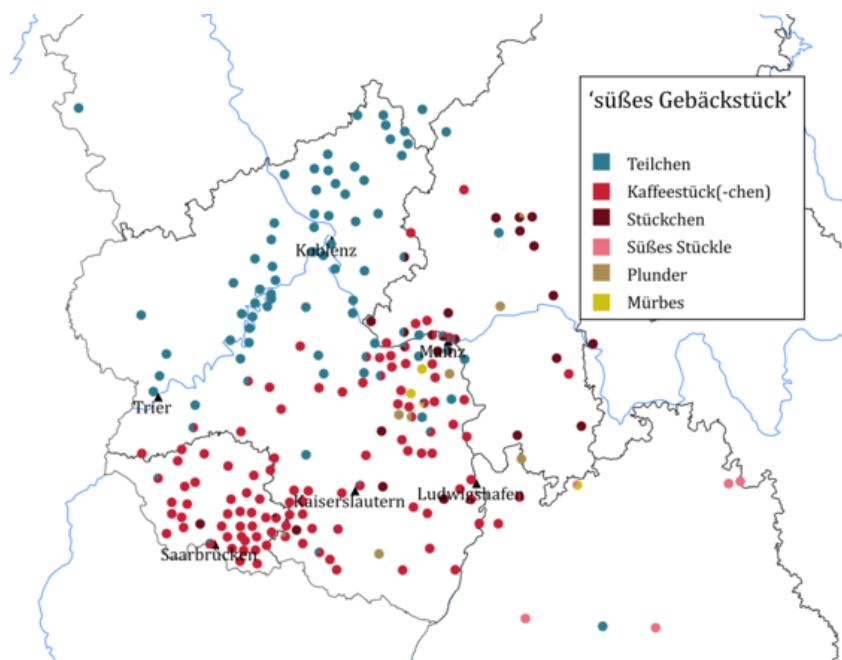 'süßes Gebäckstück'
Teilchen
Kaffeestück(-chen)
Stückchen
Süßes Stückle
Plunder
Mürbes
Koblenz
Mainz
Trier
Kaiserslautern
Ludwigshafen
Saarbrücken